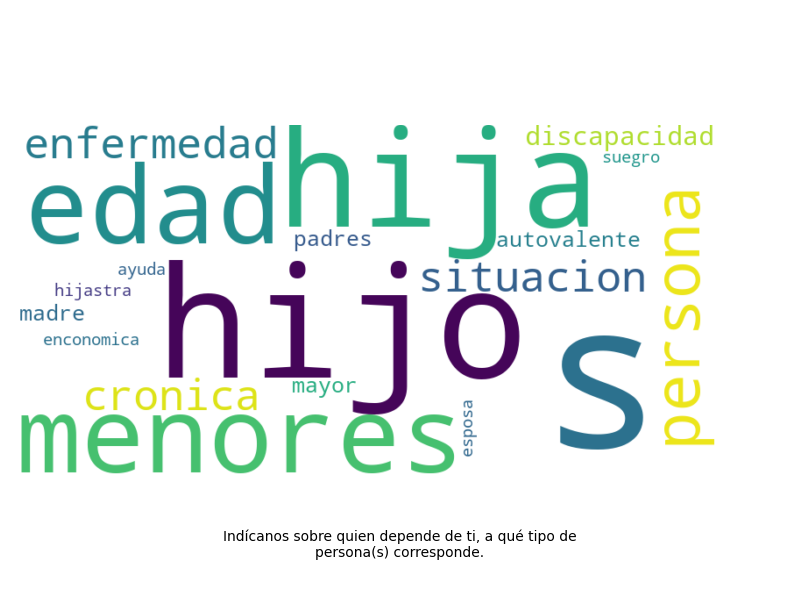 enfermedad
hija
discapacidad
suegro
edad
persona
padres
autovalente
ayuda
hijo
situacion
hijastra
madre
s
enconomica
cronica
mayor
menores
esposa
Indícanos sobre quien depende de ti, a qué tipo de
persona(s) corresponde.